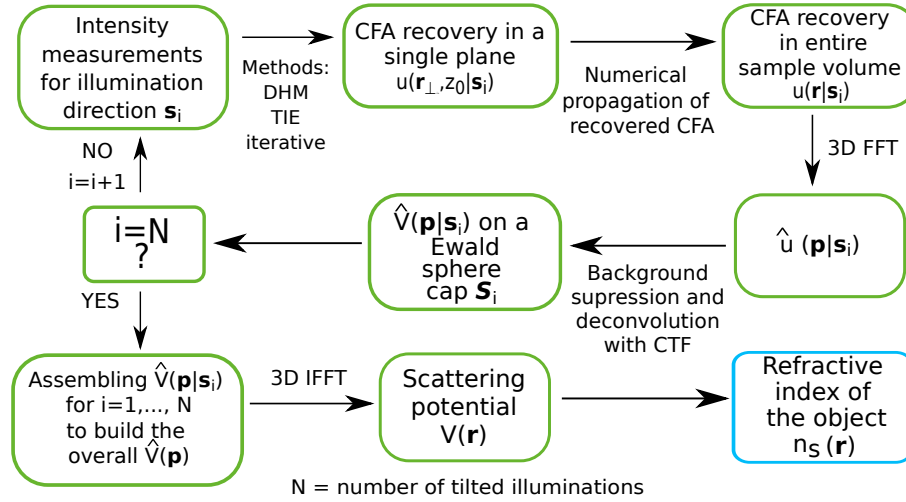 Intensity
measurements
for illumination
direction s_i
Methods:
DHM
TIE
iterative
CFA recovery in a
single plane
u(r⊥,z₀|s_i)
Numerical
propagation of
recovered CFA
CFA recovery
in entire
sample volume
u(r|s_i)
3D FFT
û (p|s_i)
Background
supression and
deconvolution
with CTF
V̂(p|s_i) on a
Ewald
sphere
cap S_i
i=N
?
NO
i=i+1
YES
Assembling V̂(p|s_i)
for i=1,..., N
to build the
overall V̂(p)
3D IFFT
Scattering
potential
V(r)
Refractive
index of
the object
n_S (r)
N = number of tilted illuminations